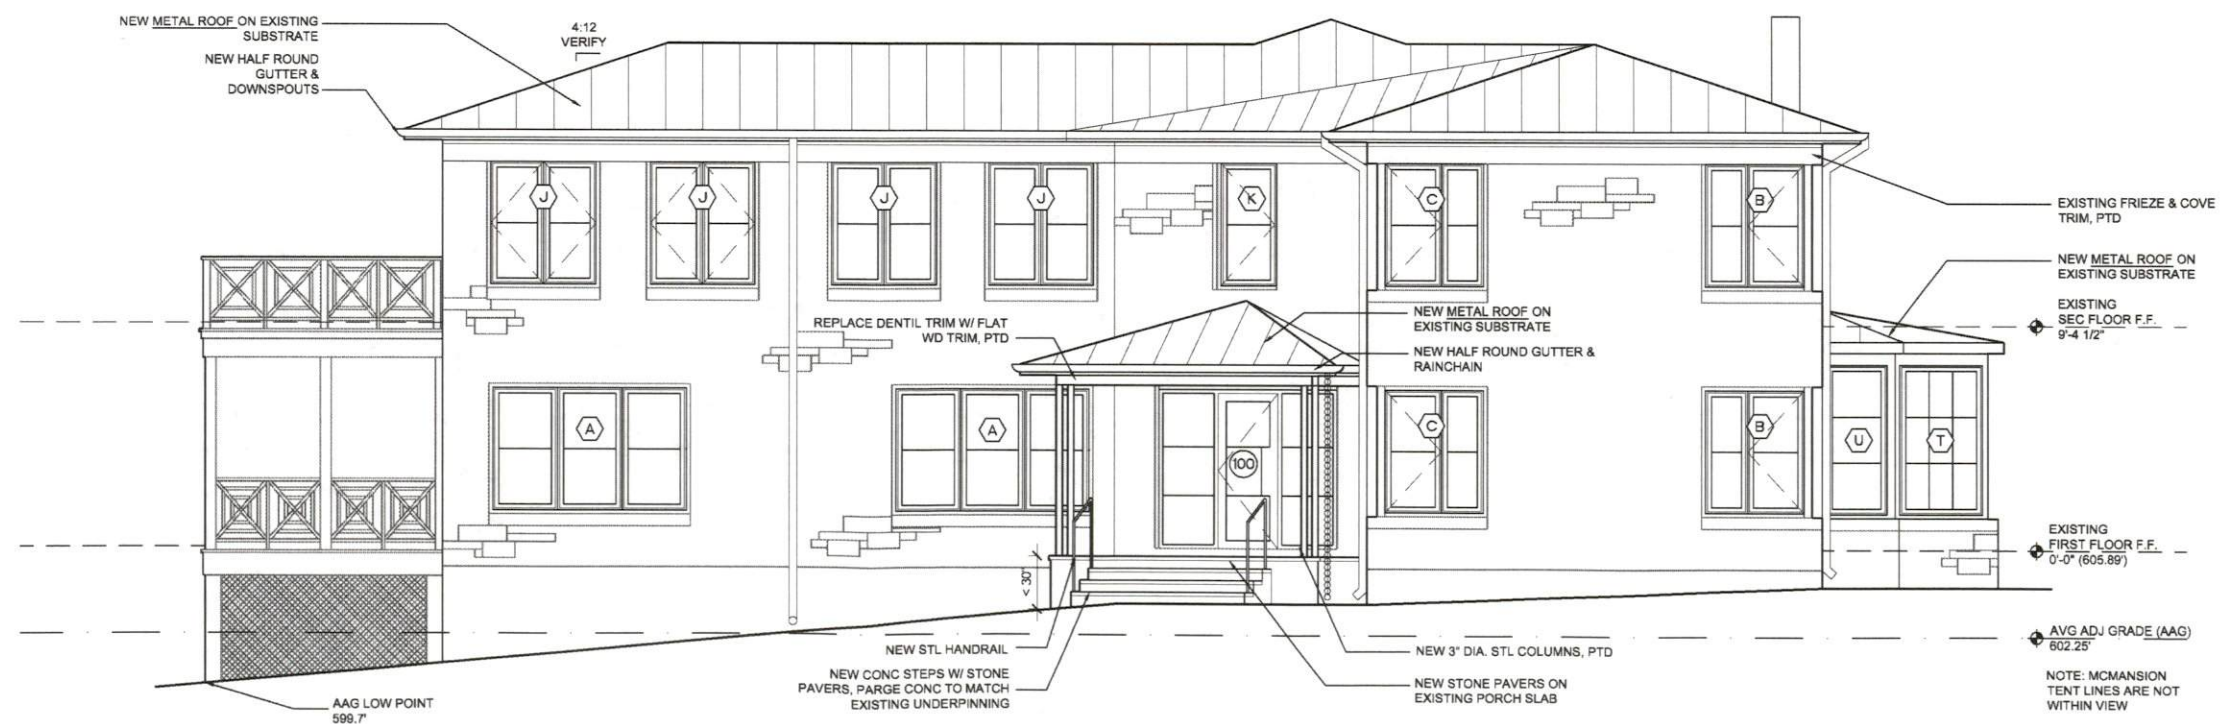 NEW METAL ROOF ON EXISTING
SUBSTRATE
NEW HALF ROUND
GUTTER &
DOWNSPOUTS
4:12
VERIFY
J
J
J
J
K
C
B
EXISTING FRIEZE & COVE
TRIM, PTD
NEW METAL ROOF ON
EXISTING SUBSTRATE
EXISTING
SEC FLOOR F.F.
9'-4 1/2"
REPLACE DENTIL TRIM W/ FLAT
WD TRIM, PTD
NEW METAL ROOF ON
EXISTING SUBSTRATE
NEW HALF ROUND GUTTER &
RAINCHAIN
A
A
100
C
B
U
T
EXISTING
FIRST FLOOR F.F.
0'-0" (605.89')
< 30"
NEW STL HANDRAIL
NEW CONC STEPS W/ STONE
PAVERS, PARGE CONC TO MATCH
EXISTING UNDERPINNING
NEW 3" DIA. STL COLUMNS, PTD
NEW STONE PAVERS ON
EXISTING PORCH SLAB
AVG ADJ GRADE (AAG)
602.25'
NOTE: MCMANSION
TENT LINES ARE NOT
WITHIN VIEW
AAG LOW POINT
599.7'